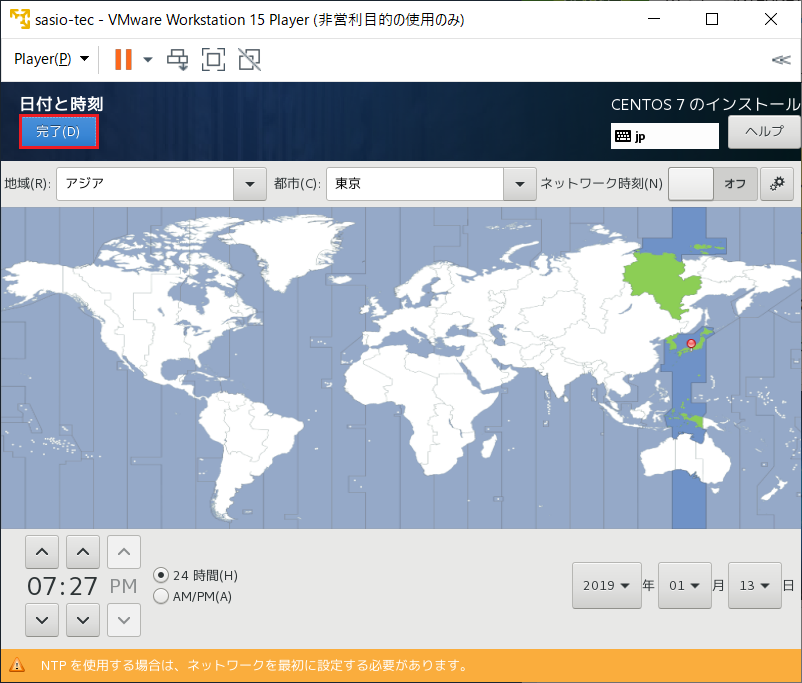 sasio-tec - VMware Workstation 15 Player (非営利目的の使用のみ)
Player(P)
日付と時刻
CENTOS 7 のインストール
完了(D)
jp
ヘルプ
地域(R): アジア 都市(C): 東京 ネットワーク時刻(N) オフ
07:27 PM
24 時間(H)
AM/PM(A)
2019 年 01 月 13 日
NTP を使用する場合は、ネットワークを最初に設定する必要があります。